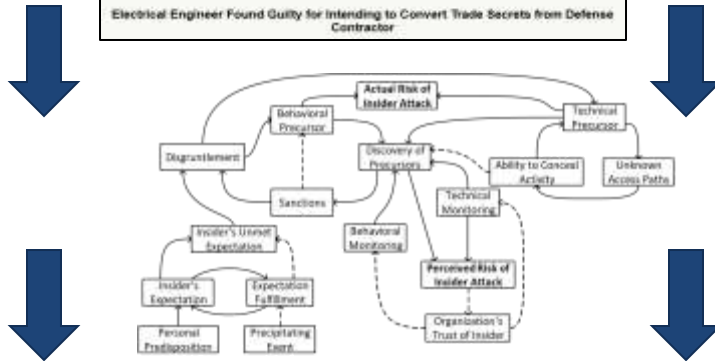 Electrical Engineer Found Guilty for Intending to Convert Trade Secrets from Defense
Contractor
Actual Risk of
Insider Attack
Behavioral
Precursor
Technical
Precursor
Disgruntlement
Discovery of
Precursors
Ability to Conceal
Activity
Unknown
Access Paths
Sanctions
Technical
Monitoring
Insider's Unmet
Expectation
Behavioral
Monitoring
Perceived Risk of
Insider Attack
Insider's
Expectation
Expectation
Fulfillment
Organization's
Trust of Insider
Personal
Predisposition
Precipitating
Event